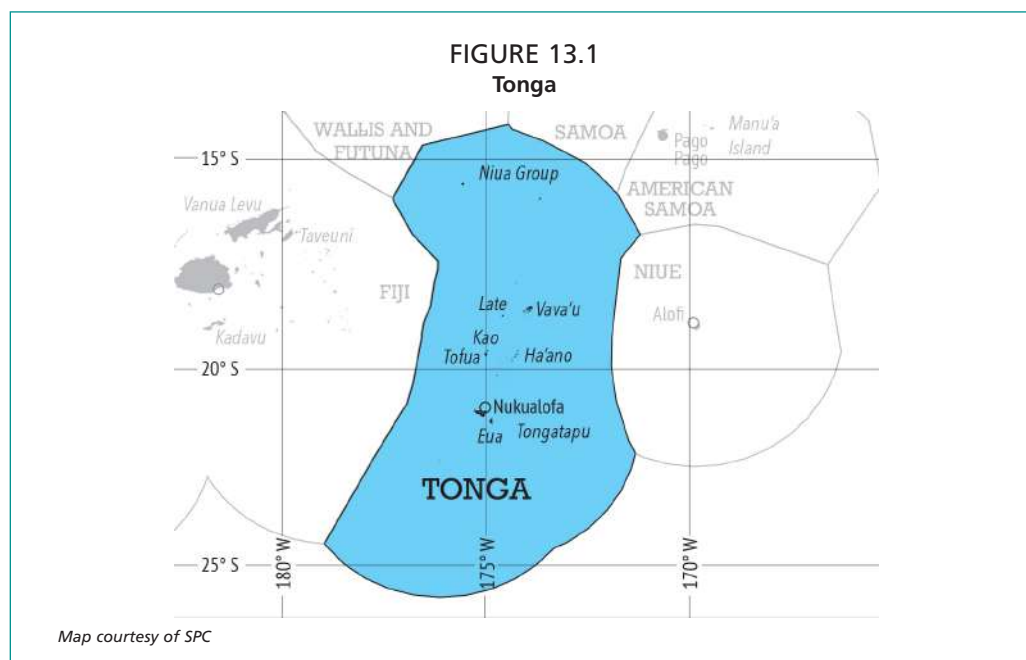 FIGURE 13.1
Tonga
WALLIS AND
FUTUNA
SAMOA
Pago
Pago
Manu'a
Island
15° S
Niua Group
AMERICAN
SAMOA
Vanua Levu
Taveuni
FIJI
NIUE
Late
Vava'u
Alofi
Kadavu
Kao
Tofua
Ha'ano
20° S
Nukualofa
Eua
Tongatapu
TONGA
180° W
175° W
170° W
25° S
Map courtesy of SPC